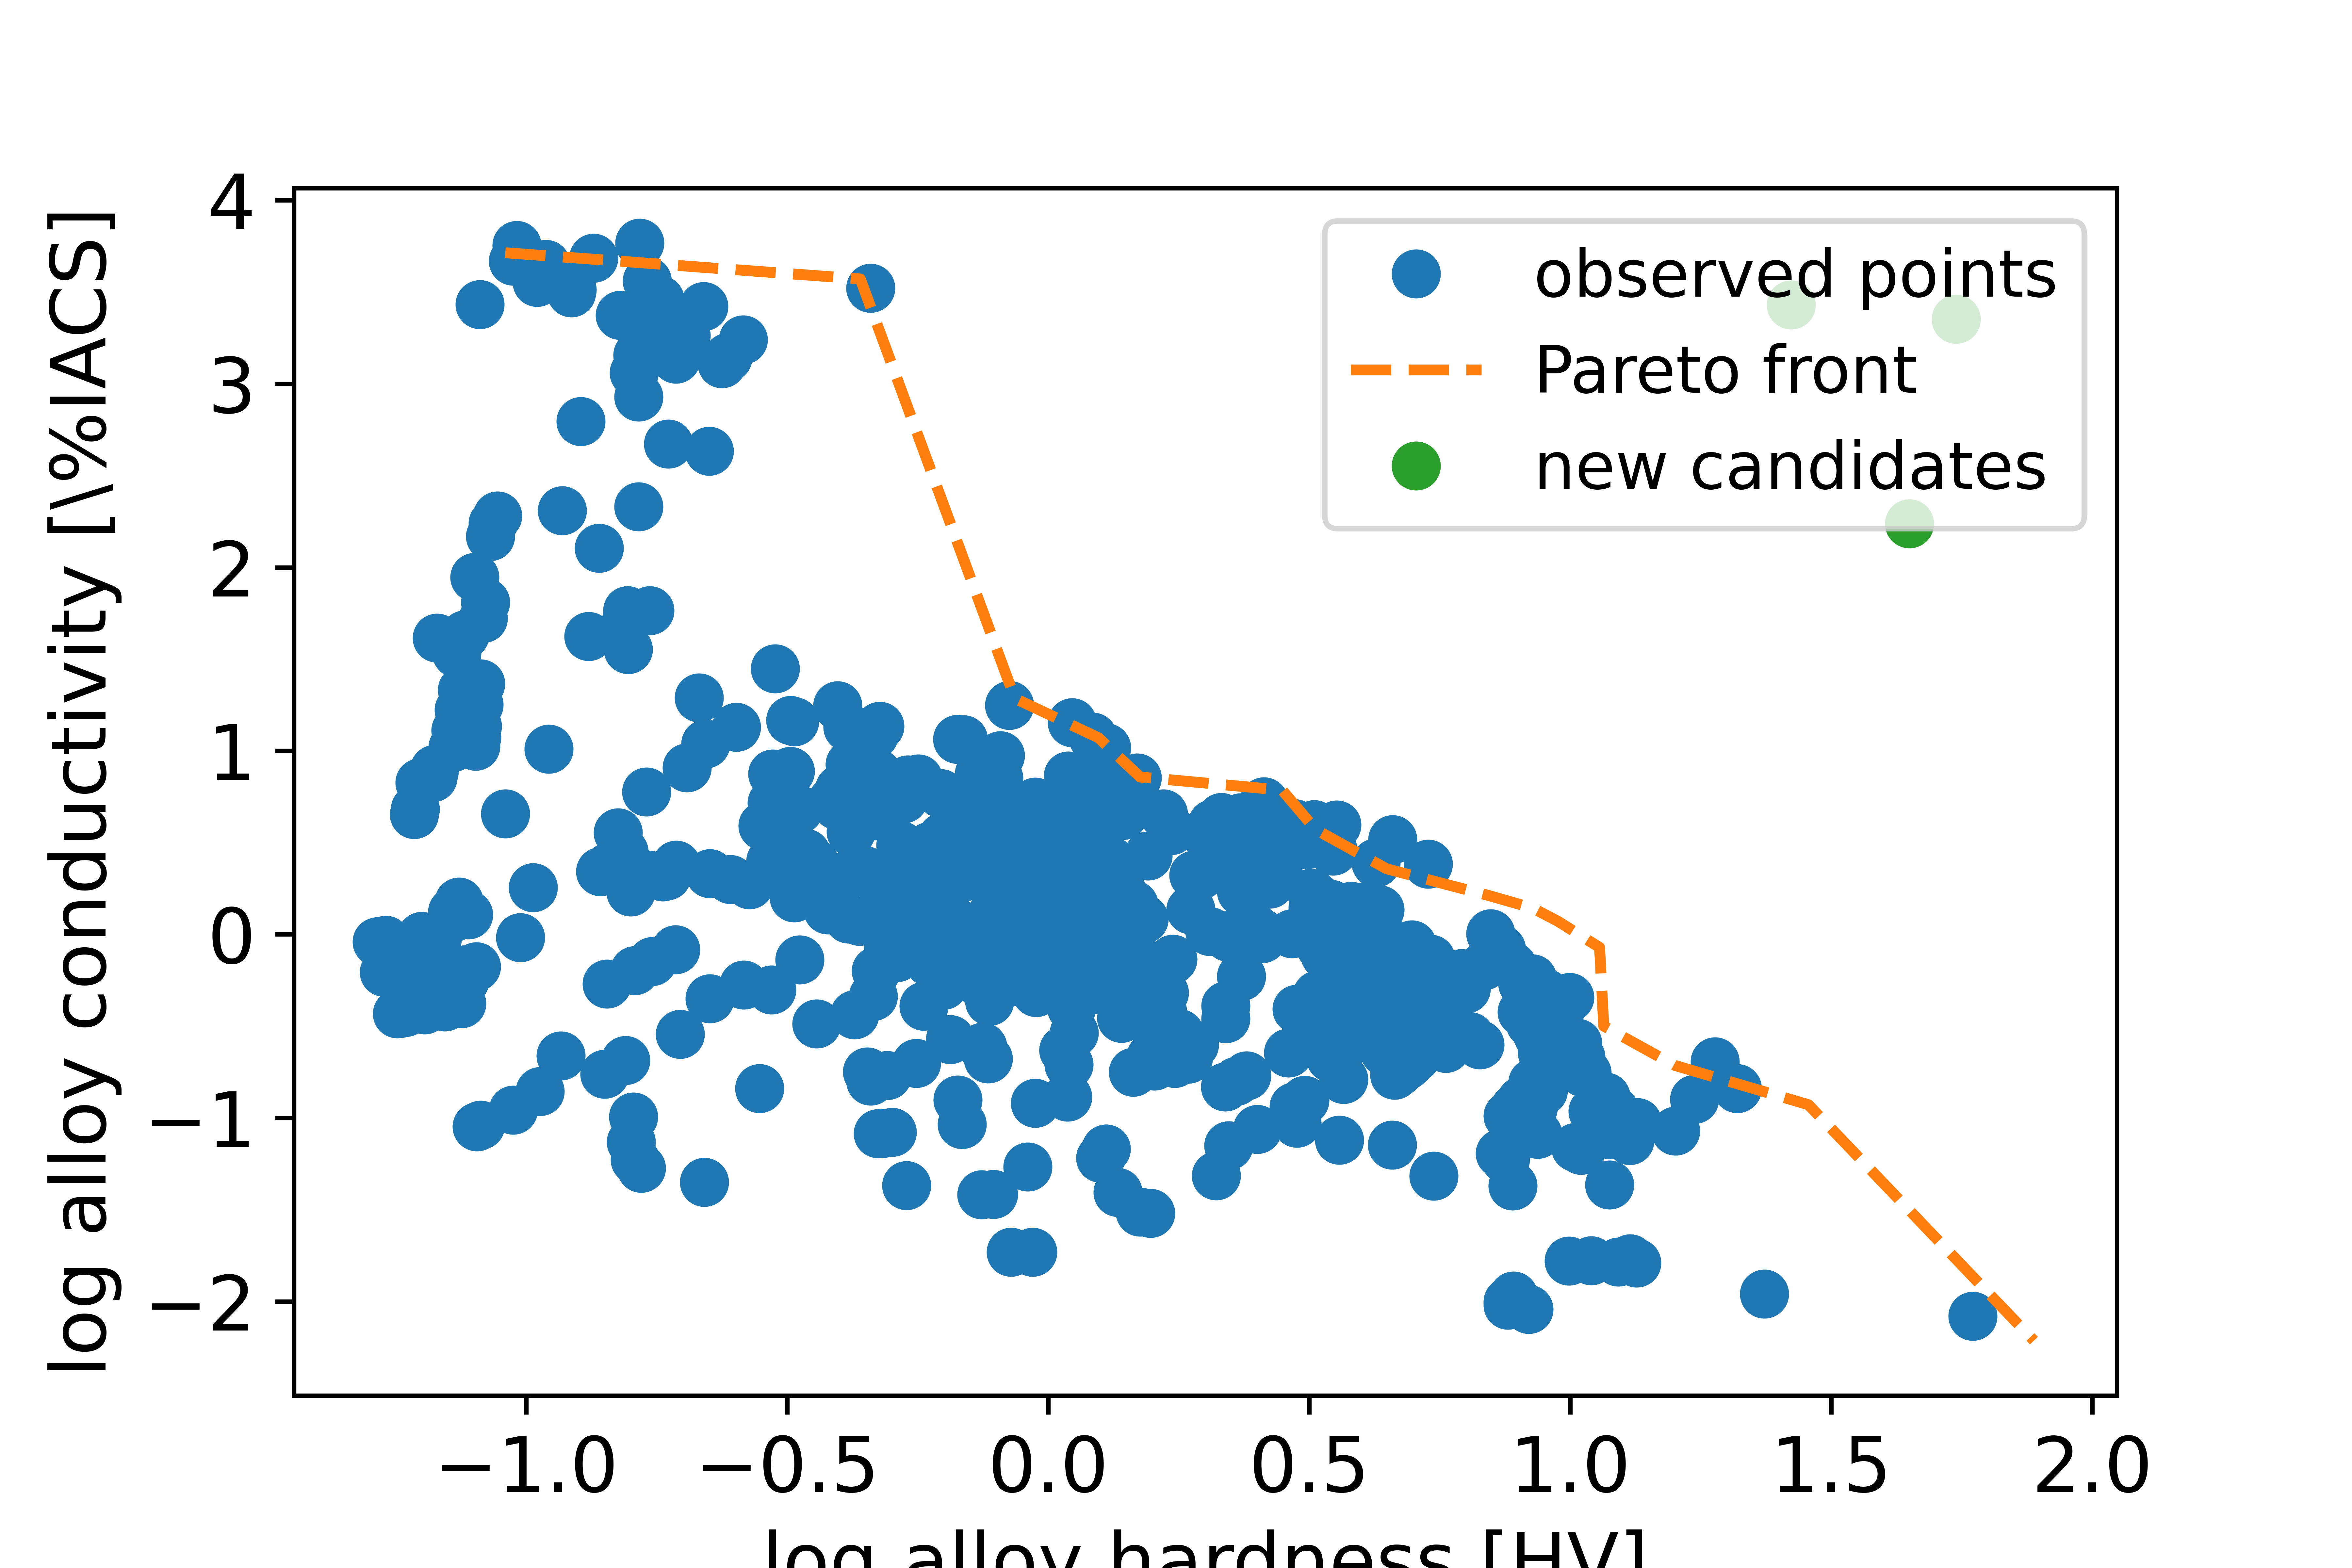 log alloy conductivity [\%IACS]
4
3
2
1
0
−1
−2
observed points
Pareto front
new candidates
−1.0 −0.5 0.0 0.5 1.0 1.5 2.0
log alloy hardness [HV]